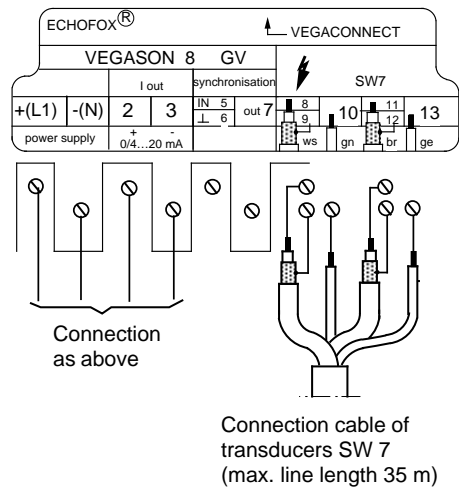 ECHOFOX®
VEGACONNECT
VEGASON 8 GV
I out
synchronisation
SW7
+(L1) -(N) 2 3 IN 5 ⊥ 6 out 7 8 9 10 11 12 13
power supply
+ -
0/4...20 mA
ws gn br ge
Connection
as above
Connection cable of
transducers SW 7
(max. line length 35 m)